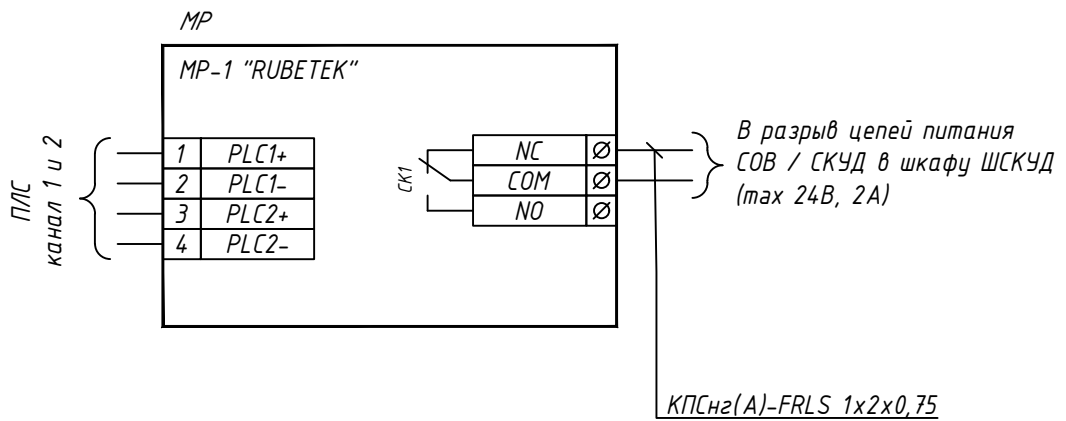 МР
МР-1 "RUBETEK"
ПЛС
канал 1 и 2
1 PLC1+
2 PLC1-
3 PLC2+
4 PLC2-
СК1
NC
COM
NO
В разрыв цепей питания
СОВ / СКУД в шкафу ШСКУД
(max 24В, 2А)
КПСнг(А)-FRLS 1x2x0,75